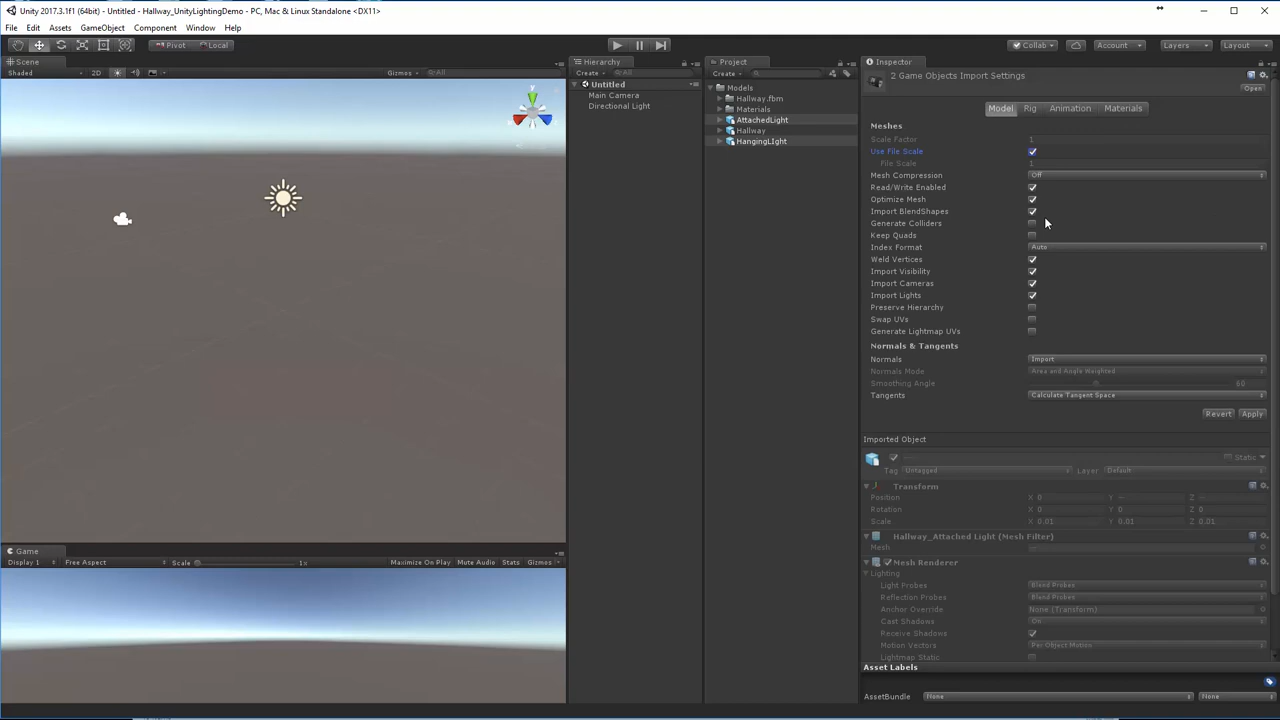 Unity 2017.3.1f1 (64bit) - Untitled - Hallway_UnityLightingDemo - PC, Mac & Linux Standalone <DX11>
File Edit Assets GameObject Component Window Help
Pivot Local Collab Account Layers Layout
Scene
Shaded 2D Gizmos All
Hierarchy
Create All
Untitled
Main Camera
Directional Light
Project
Create
Models
Hallway.fbm
Materials
AttachedLight
Hallway
HangingLIght
Inspector
2 Game Objects Import Settings
Open
Model Rig Animation Materials
Meshes
Scale Factor 1
Use File Scale
File Scale 1
Mesh Compression Off
Read/Write Enabled
Optimize Mesh
Import BlendShapes
Generate Colliders
Keep Quads
Index Format Auto
Weld Vertices
Import Visibility
Import Cameras
Import Lights
Preserve Hierarchy
Swap UVs
Generate Lightmap UVs
Normals & Tangents
Normals Import
Normals Mode Area and Angle Weighted
Smoothing Angle 60
Tangents Calculate Tangent Space
Revert Apply
Imported Object
Static
Tag Untagged Layer Default
Transform
Position X 0 Y — Z —
Rotation X 0 Y 0 Z 0
Scale X 0.01 Y 0.01 Z 0.01
Hallway_Attached Light (Mesh Filter)
Mesh —
Mesh Renderer
Lighting
Light Probes Blend Probes
Reflection Probes Blend Probes
Anchor Override None (Transform)
Cast Shadows On
Receive Shadows
Motion Vectors Per Object Motion
Lightmap Static
Asset Labels
AssetBundle None None
Game
Display 1 Free Aspect Scale 1x Maximize On Play Mute Audio Stats Gizmos